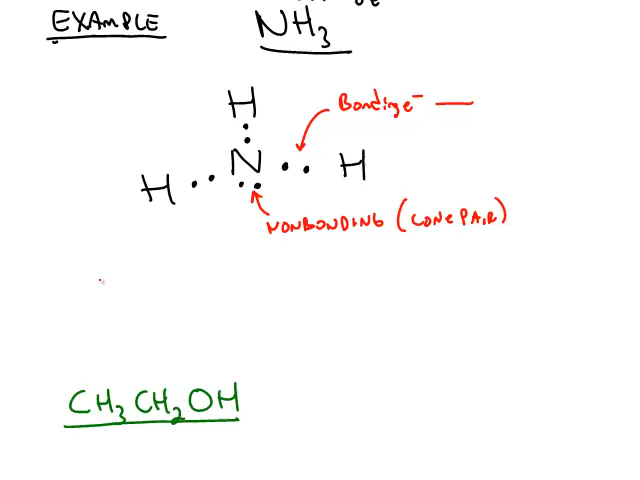 EXAMPLE NH3
H
Bonding e⁻ —
H N H
NONBONDING (LONE PAIR)
CH3CH2OH